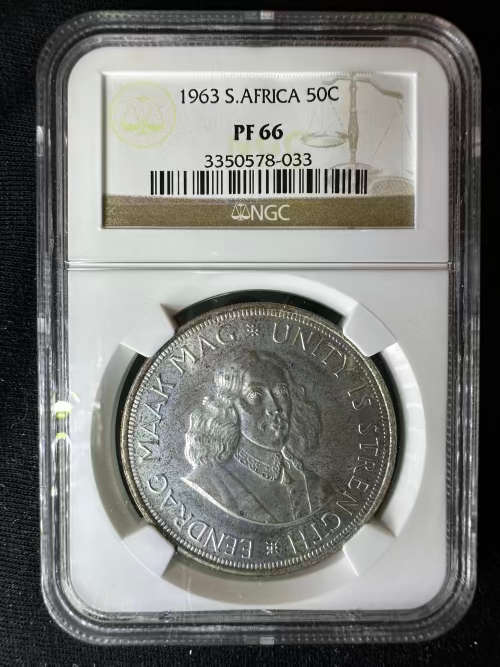 1963 S.AFRICA 50C
PF 66
3350578-033
NGC
EENDRAG MAAK MAG * UNITY IS STRENGTH *